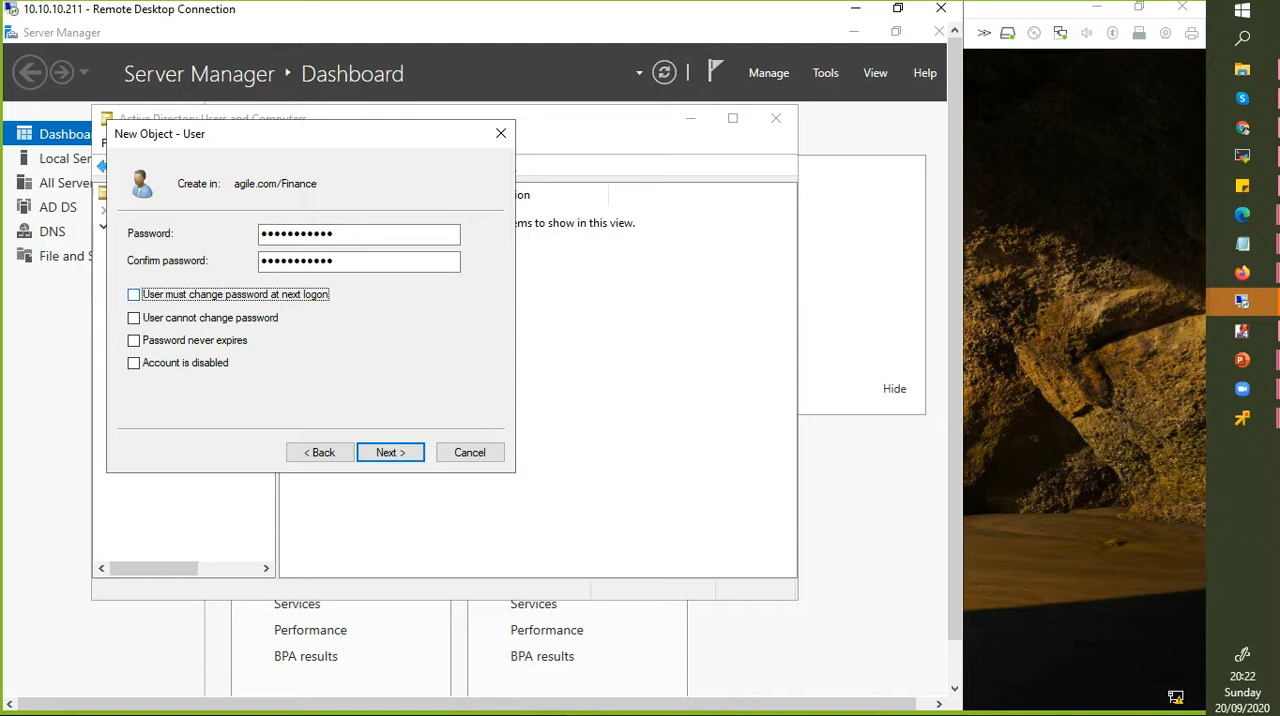 10.10.10.211 - Remote Desktop Connection
Server Manager
Server Manager ‣ Dashboard
Manage Tools View Help
Active Directory Users and Computers
New Object - User
Dashboa
Local Ser
All Serve
AD DS
DNS
File and S
Create in: agile.com/Finance
on
ems to show in this view.
Password: •••••••••••
Confirm password: •••••••••••
User must change password at next logon
User cannot change password
Password never expires
Account is disabled
Hide
< Back Next > Cancel
Services Services
Performance Performance
BPA results BPA results
20:22
Sunday
20/09/2020